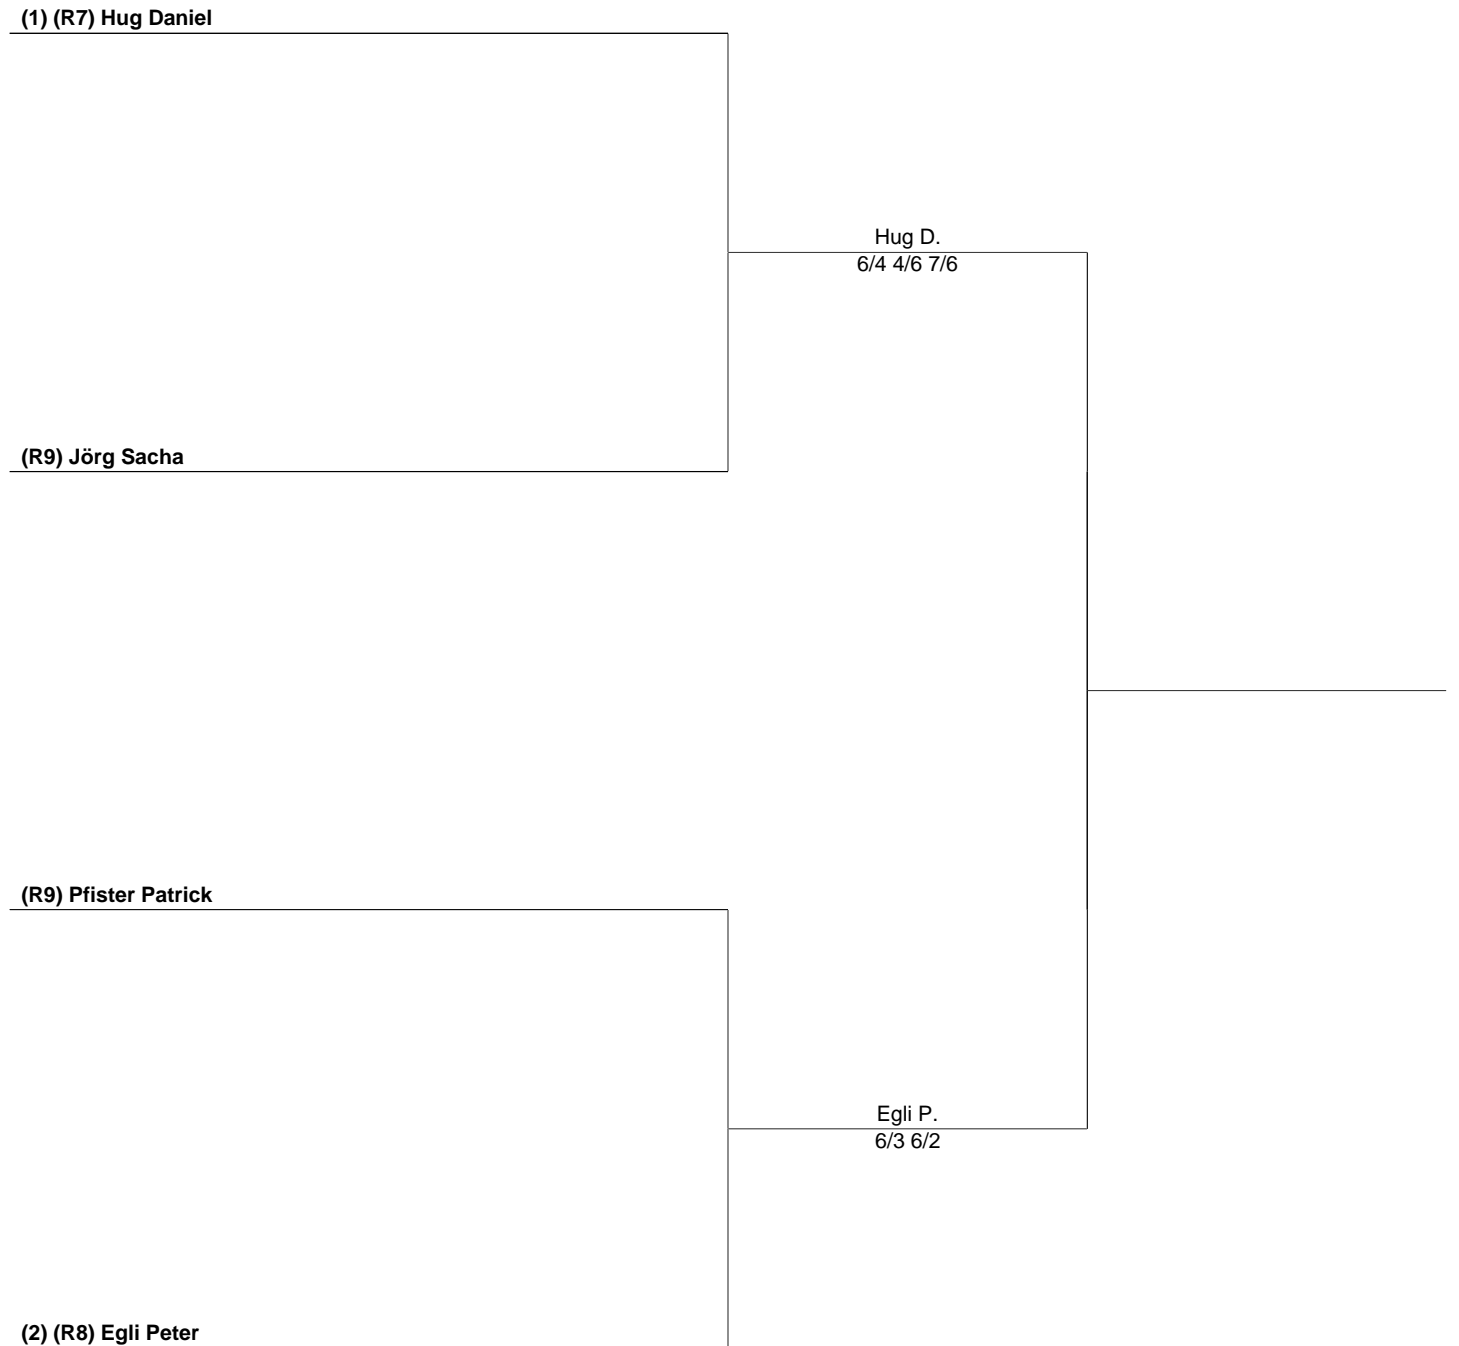 (1) (R7) Hug Daniel
Hug D.
6/4 4/6 7/6
(R9) Jörg Sacha
(R9) Pfister Patrick
Egli P.
6/3 6/2
(2) (R8) Egli Peter